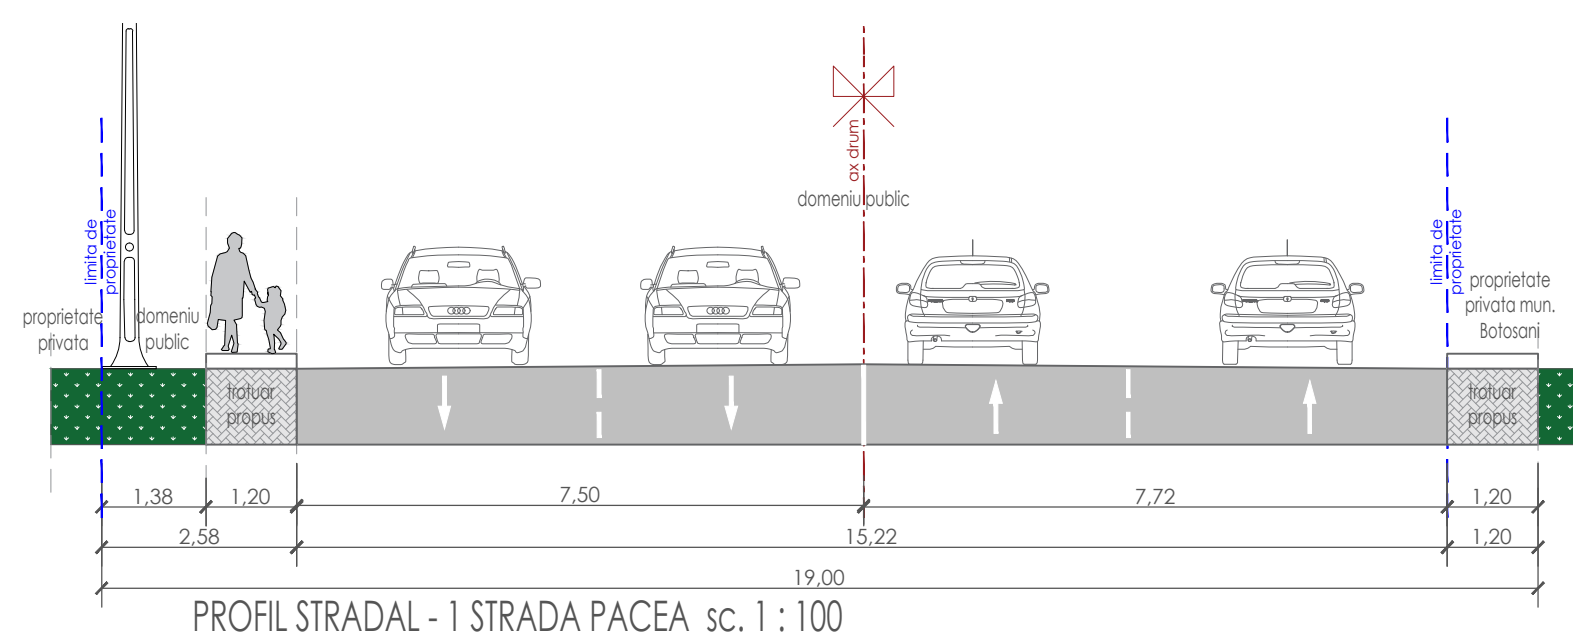 ax drum
domeniu public
limita de
proprietate
limita de
proprietate
proprietate
privata
domeniu
public
proprietate
privata mun.
Botosani
trotuar
propus
trotuar
propus
1,38
1,20
7,50
7,72
1,20
2,58
15,22
1,20
19,00
PROFIL STRADAL - 1 STRADA PACEA sc. 1 : 100